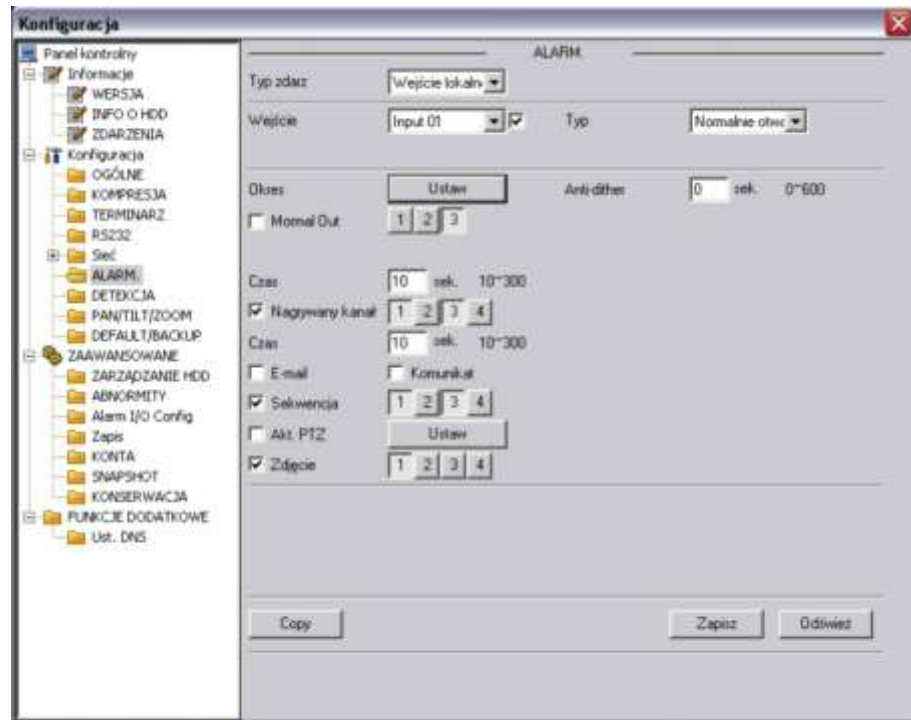 Konfiguracja
Panel kontrolny
Informacje
WERSJA
INFO O HDD
ZDARZENIA
Konfiguracja
OGÓLNE
KOMPRESJA
TERMINARZ
RS232
Sieć
ALARM.
DETEKCJA
PAN/TILT/ZOOM
DEFAULT/BACKUP
ZAAWANSOWANE
ZARZĄDZANIE HDD
ABNORMITY
Alarm I/O Config
Zapis
KONTA
SNAPSHOT
KONSERWACJA
FUNKCJE DODATKOWE
Ust. DNS
ALARM.
Typ zdarz Wejście lokaln
Wejście Input 01 Typ Normalnie otwc
Okres Ustaw Anti-dither 0 sek. 0~600
Mormal Out 1 2 3
Czas 10 sek. 10~300
Nagrywany kanał 1 2 3 4
Czas 10 sek. 10~300
E-mail Komunikat
Sekwencja 1 2 3 4
Akt. PTZ Ustaw
Zdjęcie 1 2 3 4
Copy Zapisz Odśwież